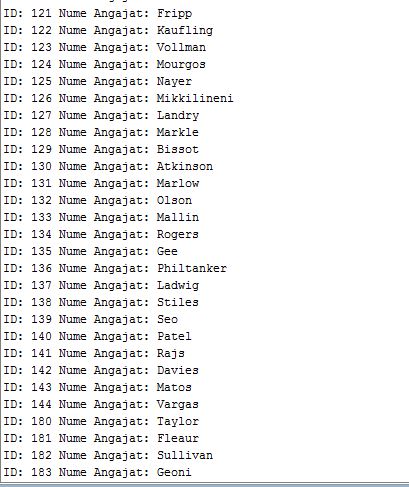 ID: 121 Nume Angajat: Fripp
ID: 122 Nume Angajat: Kaufling
ID: 123 Nume Angajat: Vollman
ID: 124 Nume Angajat: Mourgos
ID: 125 Nume Angajat: Nayer
ID: 126 Nume Angajat: Mikkilineni
ID: 127 Nume Angajat: Landry
ID: 128 Nume Angajat: Markle
ID: 129 Nume Angajat: Bissot
ID: 130 Nume Angajat: Atkinson
ID: 131 Nume Angajat: Marlow
ID: 132 Nume Angajat: Olson
ID: 133 Nume Angajat: Mallin
ID: 134 Nume Angajat: Rogers
ID: 135 Nume Angajat: Gee
ID: 136 Nume Angajat: Philtanker
ID: 137 Nume Angajat: Ladwig
ID: 138 Nume Angajat: Stiles
ID: 139 Nume Angajat: Seo
ID: 140 Nume Angajat: Patel
ID: 141 Nume Angajat: Rajs
ID: 142 Nume Angajat: Davies
ID: 143 Nume Angajat: Matos
ID: 144 Nume Angajat: Vargas
ID: 180 Nume Angajat: Taylor
ID: 181 Nume Angajat: Fleaur
ID: 182 Nume Angajat: Sullivan
ID: 183 Nume Angajat: Geoni